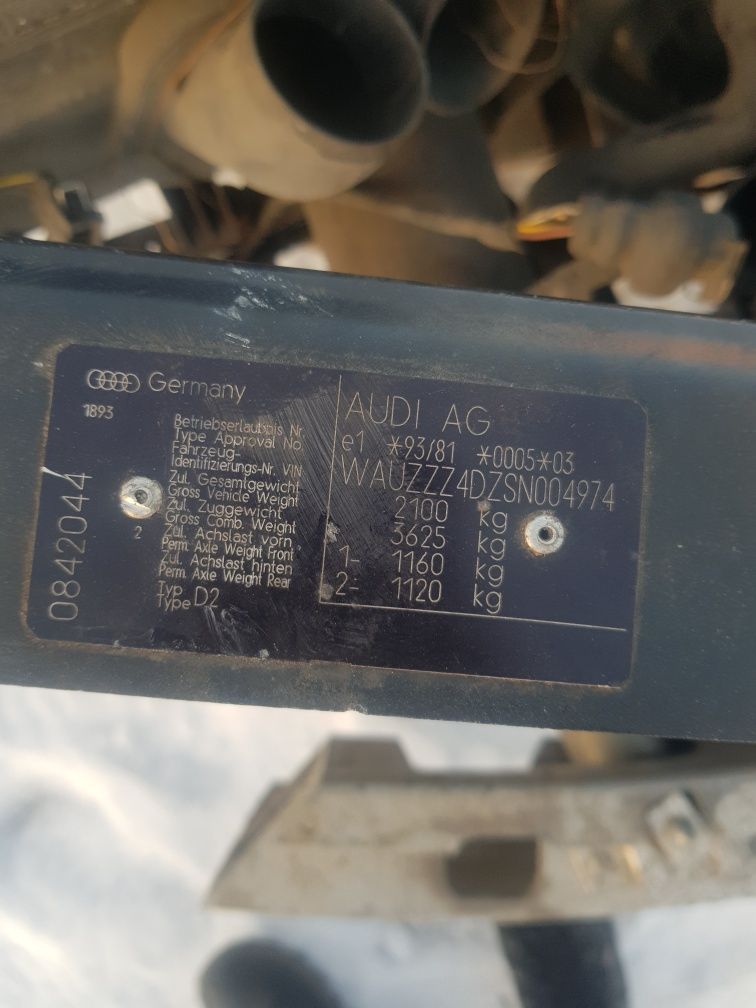 Germany
1893
Betriebserlaubnis Nr
Type Approval No
Fahrzeug-
Identifizierungs-Nr. VIN
Zul. Gesamtgewicht
Gross Vehicle Weight
Zul. Zuggewicht
Gross Comb. Weight
Zul. Achslast vorn
Perm. Axle Weight Front
Zul. Achslast hinten
Perm. Axle Weight Rear
Typ
Type D2
2
0842044
AUDI AG
e1 *93/81 *0005*03
WAUZZZ4DZSN004974
2100 kg
3625 kg
1- 1160 kg
2- 1120 kg